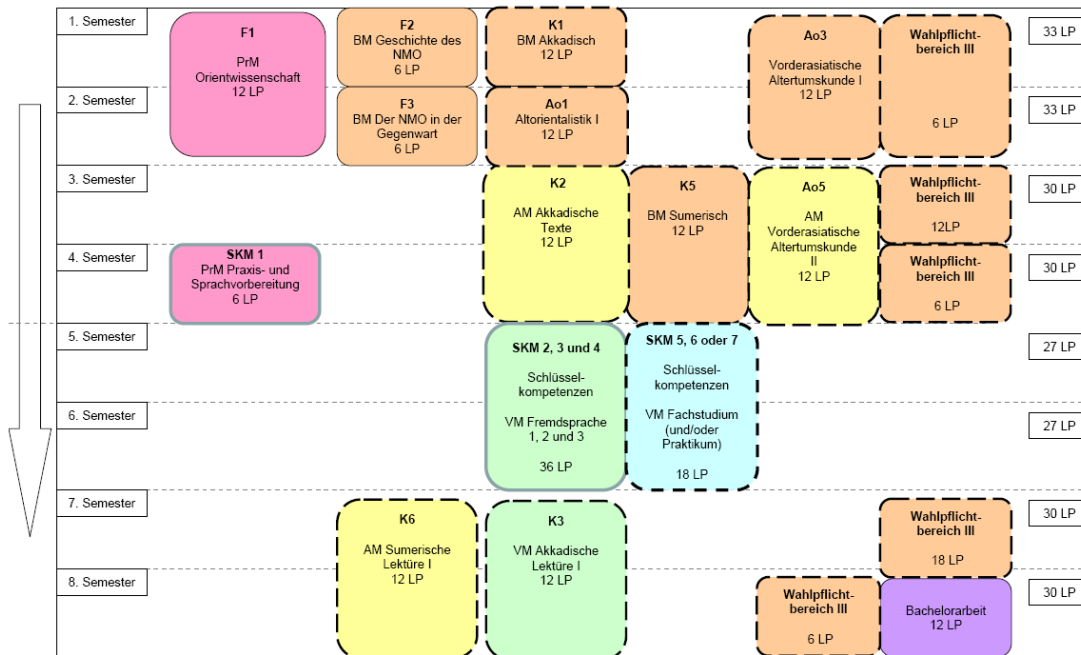 1. Semester
F1
PrM
Orientwissenschaft
12 LP
F2
BM Geschichte des
NMO
6 LP
K1
BM Akkadisch
12 LP
Ao3
Vorderasiatische
Altertumskunde I
12 LP
Wahlpflicht-
bereich III
6 LP
33 LP
2. Semester
F3
BM Der NMO in der
Gegenwart
6 LP
Ao1
Altorientalistik I
12 LP
33 LP
3. Semester
K2
AM Akkadische
Texte
12 LP
K5
BM Sumerisch
12 LP
Ao5
AM
Vorderasiatische
Altertumskunde
II
12 LP
Wahlpflicht-
bereich III
12LP
30 LP
4. Semester
SKM 1
PrM Praxis- und
Sprachvorbereitung
6 LP
Wahlpflicht-
bereich III
6 LP
30 LP
5. Semester
SKM 2, 3 und 4
Schlüssel-
kompetenzen
VM Fremdsprache
1, 2 und 3
36 LP
SKM 5, 6 oder 7
Schlüssel-
kompetenzen
VM Fachstudium
(und/oder
Praktikum)
18 LP
27 LP
6. Semester
27 LP
7. Semester
K6
AM Sumerische
Lektüre I
12 LP
K3
VM Akkadische
Lektüre I
12 LP
Wahlpflicht-
bereich III
18 LP
30 LP
8. Semester
Wahlpflicht-
bereich III
6 LP
Bachelorarbeit
12 LP
30 LP